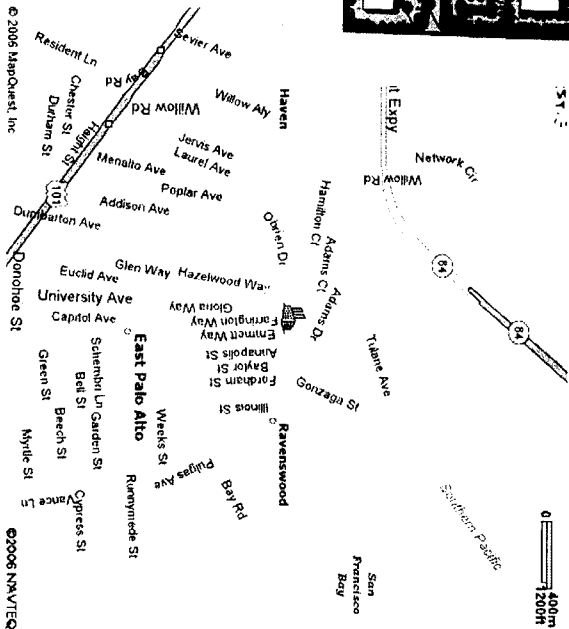 © 2006 MapQuest, Inc
Resident Ln
Sevier Ave
Bay Rd
Willow Rd
Willow Aly
Haven
Chester St
Durham St
Haight St
Jervis Ave
Laurel Ave
Menalto Ave
Poplar Ave
Addison Ave
101
Dumbarton Ave
Donohoe St
Euclid Ave
Glen Way
Hazelwood Way
University Ave
Capitol Ave
Gloria Way
Farrington Way
Emmett Way
Annapolis St
Baylor St
Fordham St
Illinois St
East Palo Alto
Ravenswood
Green St
Schembri Ln
Bell St
Garden St
Beech St
Myrtle St
Weeks St
Pulgas Ave
Runnymede St
Bay Rd
Cypress St
Vance Ln
Obrien Dr
Hamilton Ct
Adams Ct
Adams Dr
Tulane Ave
Gonzaga St
Expy
Willow Rd
Network Cir
84
84
Southern Pacific
San
Francisco
Bay
0
400m
1200ft
©2006 NAVTEQ